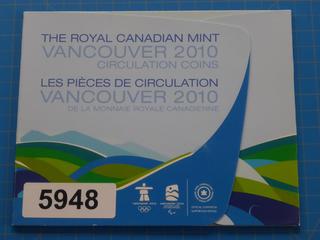 THE ROYAL CANADIAN MINT
VANCOUVER 2010
CIRCULATION COINS
LES PIÈCES DE CIRCULATION
VANCOUVER 2010
DE LA MONNAIE ROYALE CANADIENNE
5948